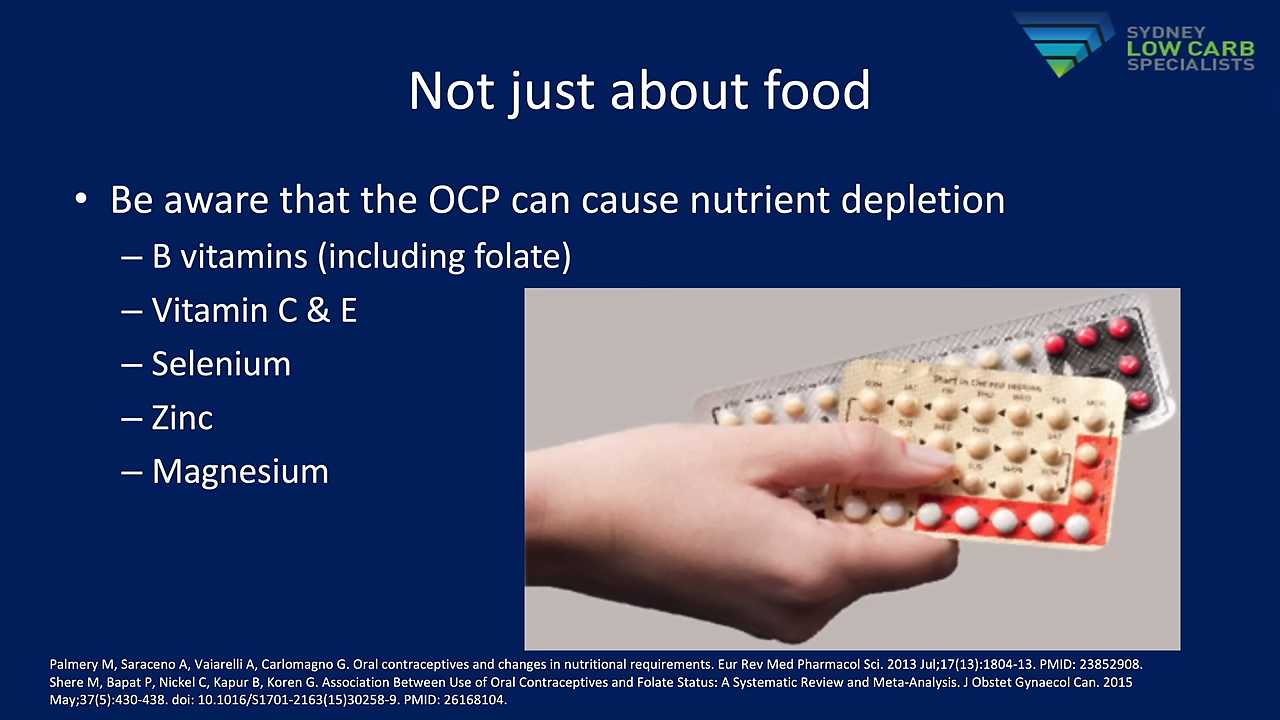 SYDNEY
LOW CARB
SPECIALISTS
Not just about food
• Be aware that the OCP can cause nutrient depletion
– B vitamins (including folate)
– Vitamin C & E
– Selenium
– Zinc
– Magnesium
Palmery M, Saraceno A, Vaiarelli A, Carlomagno G. Oral contraceptives and changes in nutritional requirements. Eur Rev Med Pharmacol Sci. 2013 Jul;17(13):1804-13. PMID: 23852908.
Shere M, Bapat P, Nickel C, Kapur B, Koren G. Association Between Use of Oral Contraceptives and Folate Status: A Systematic Review and Meta-Analysis. J Obstet Gynaecol Can. 2015
May;37(5):430-438. doi: 10.1016/S1701-2163(15)30258-9. PMID: 26168104.